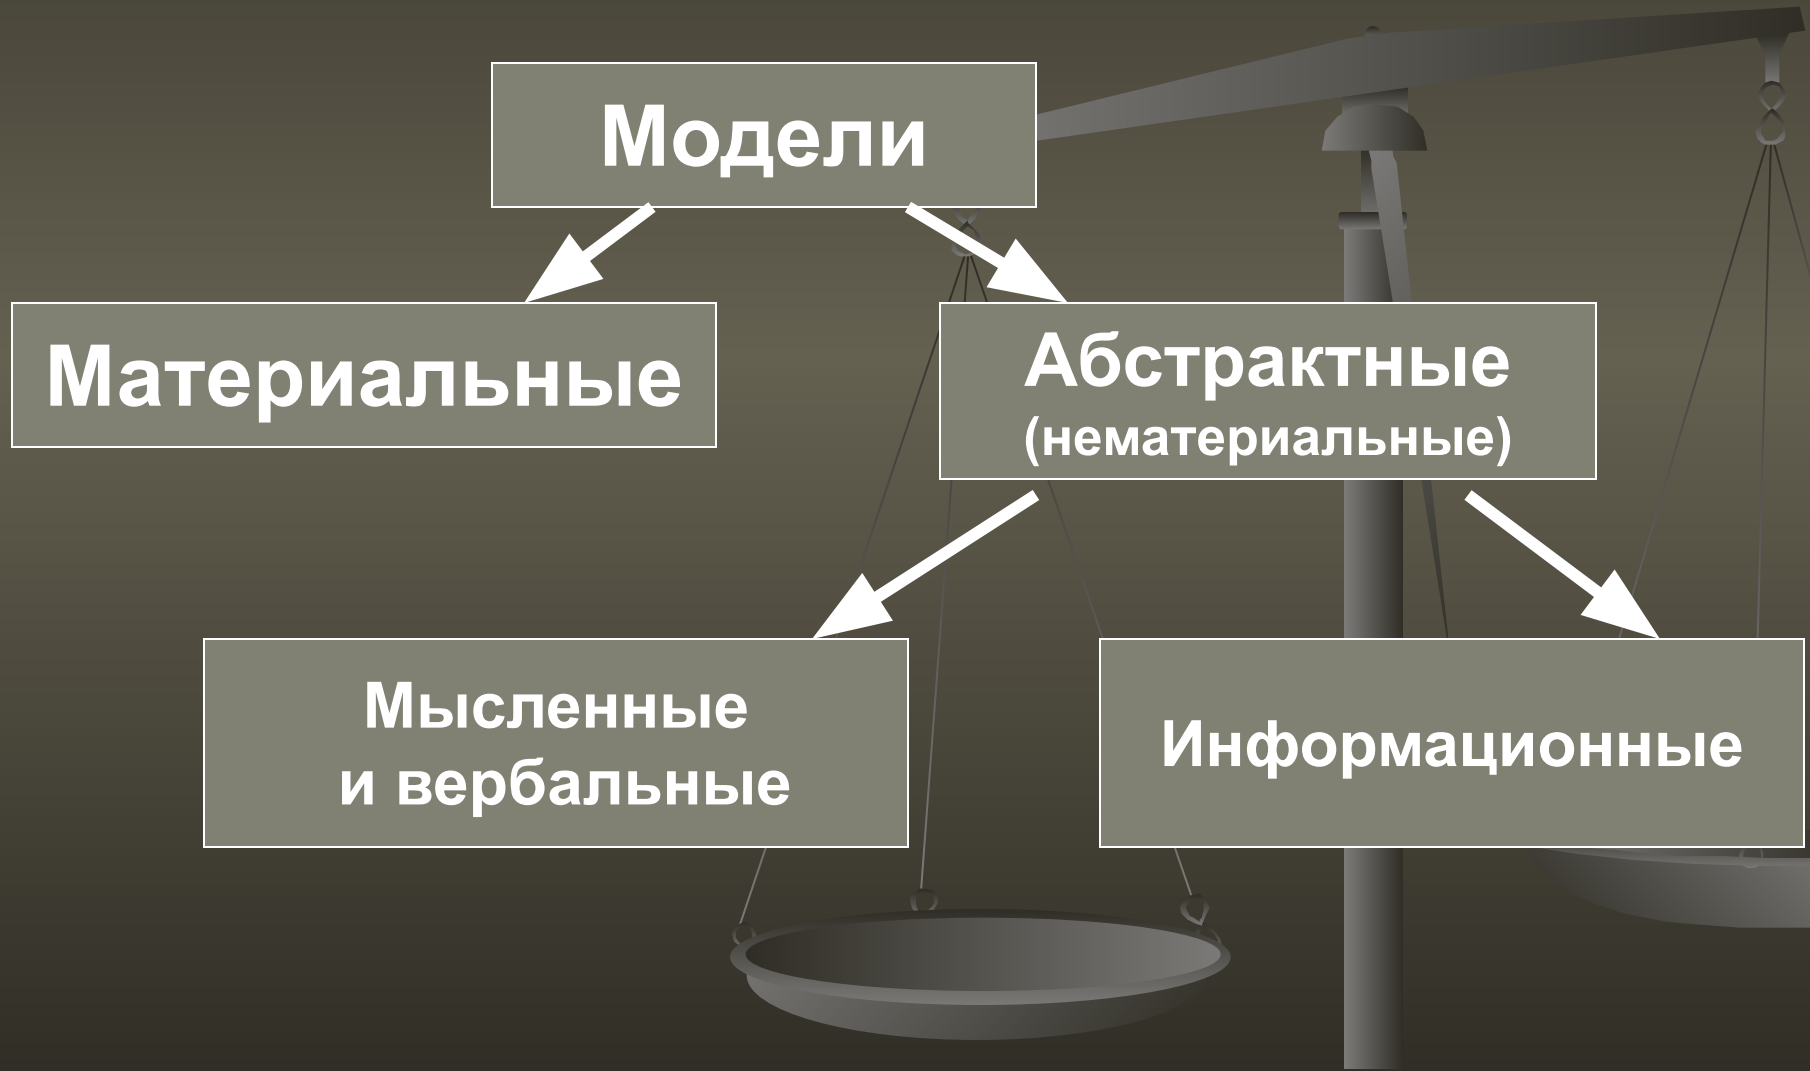 Модели
Материальные
Абстрактные
(нематериальные)
Мысленные
и вербальные
Информационные